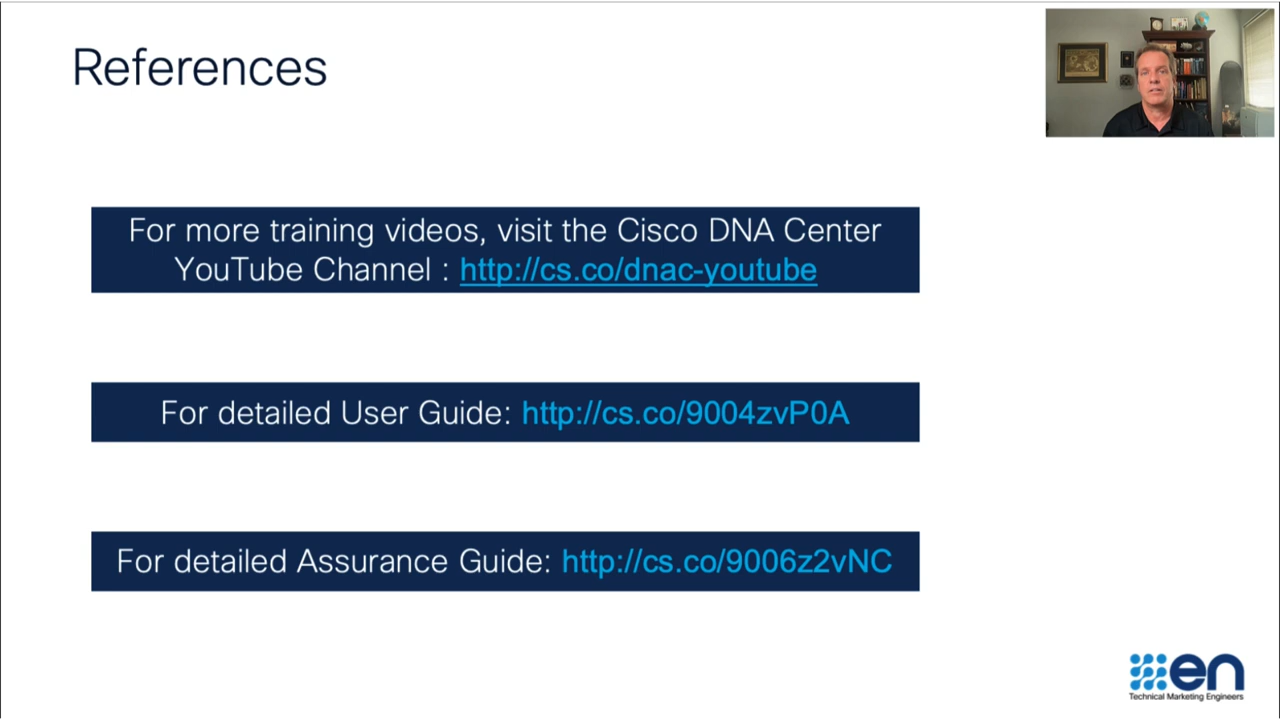 References
For more training videos, visit the Cisco DNA Center
YouTube Channel : http://cs.co/dnac-youtube
For detailed User Guide: http://cs.co/9004zvP0A
For detailed Assurance Guide: http://cs.co/9006z2vNC
en
Technical Marketing Engineers